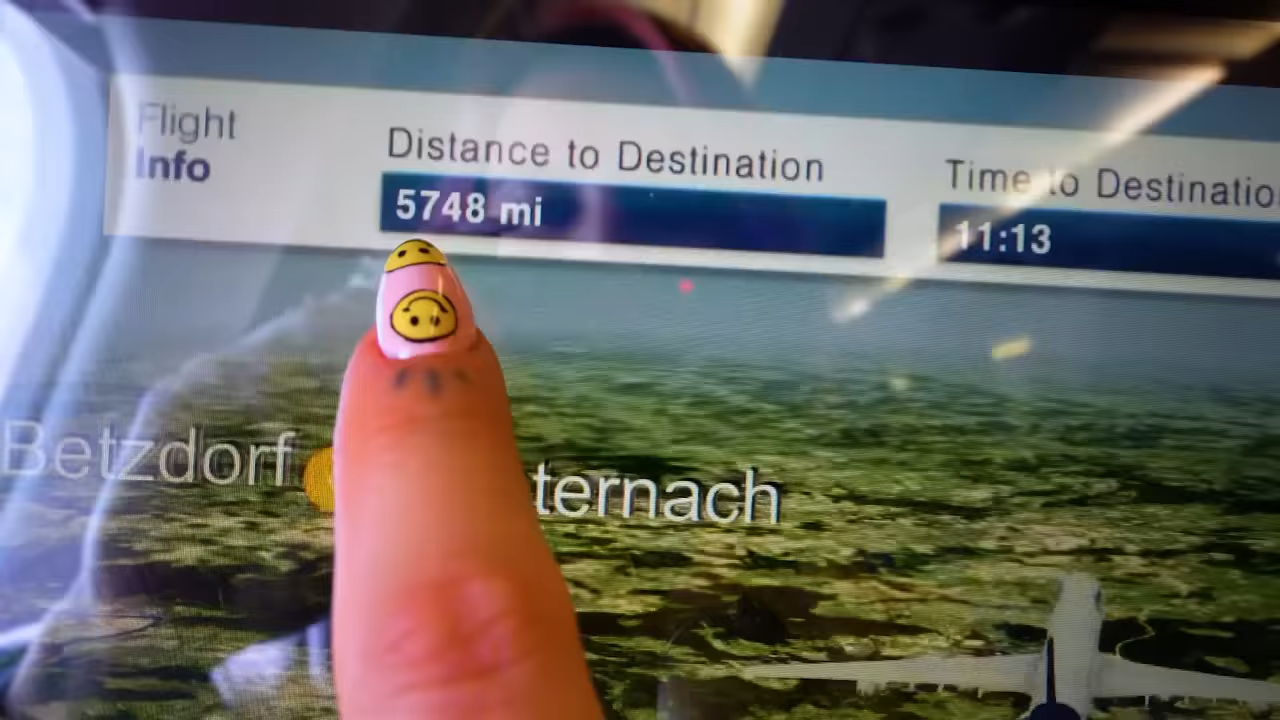 Flight
Info
Distance to Destination
5748 mi
Time to Destinatio
11:13
Betzdorf
ternach